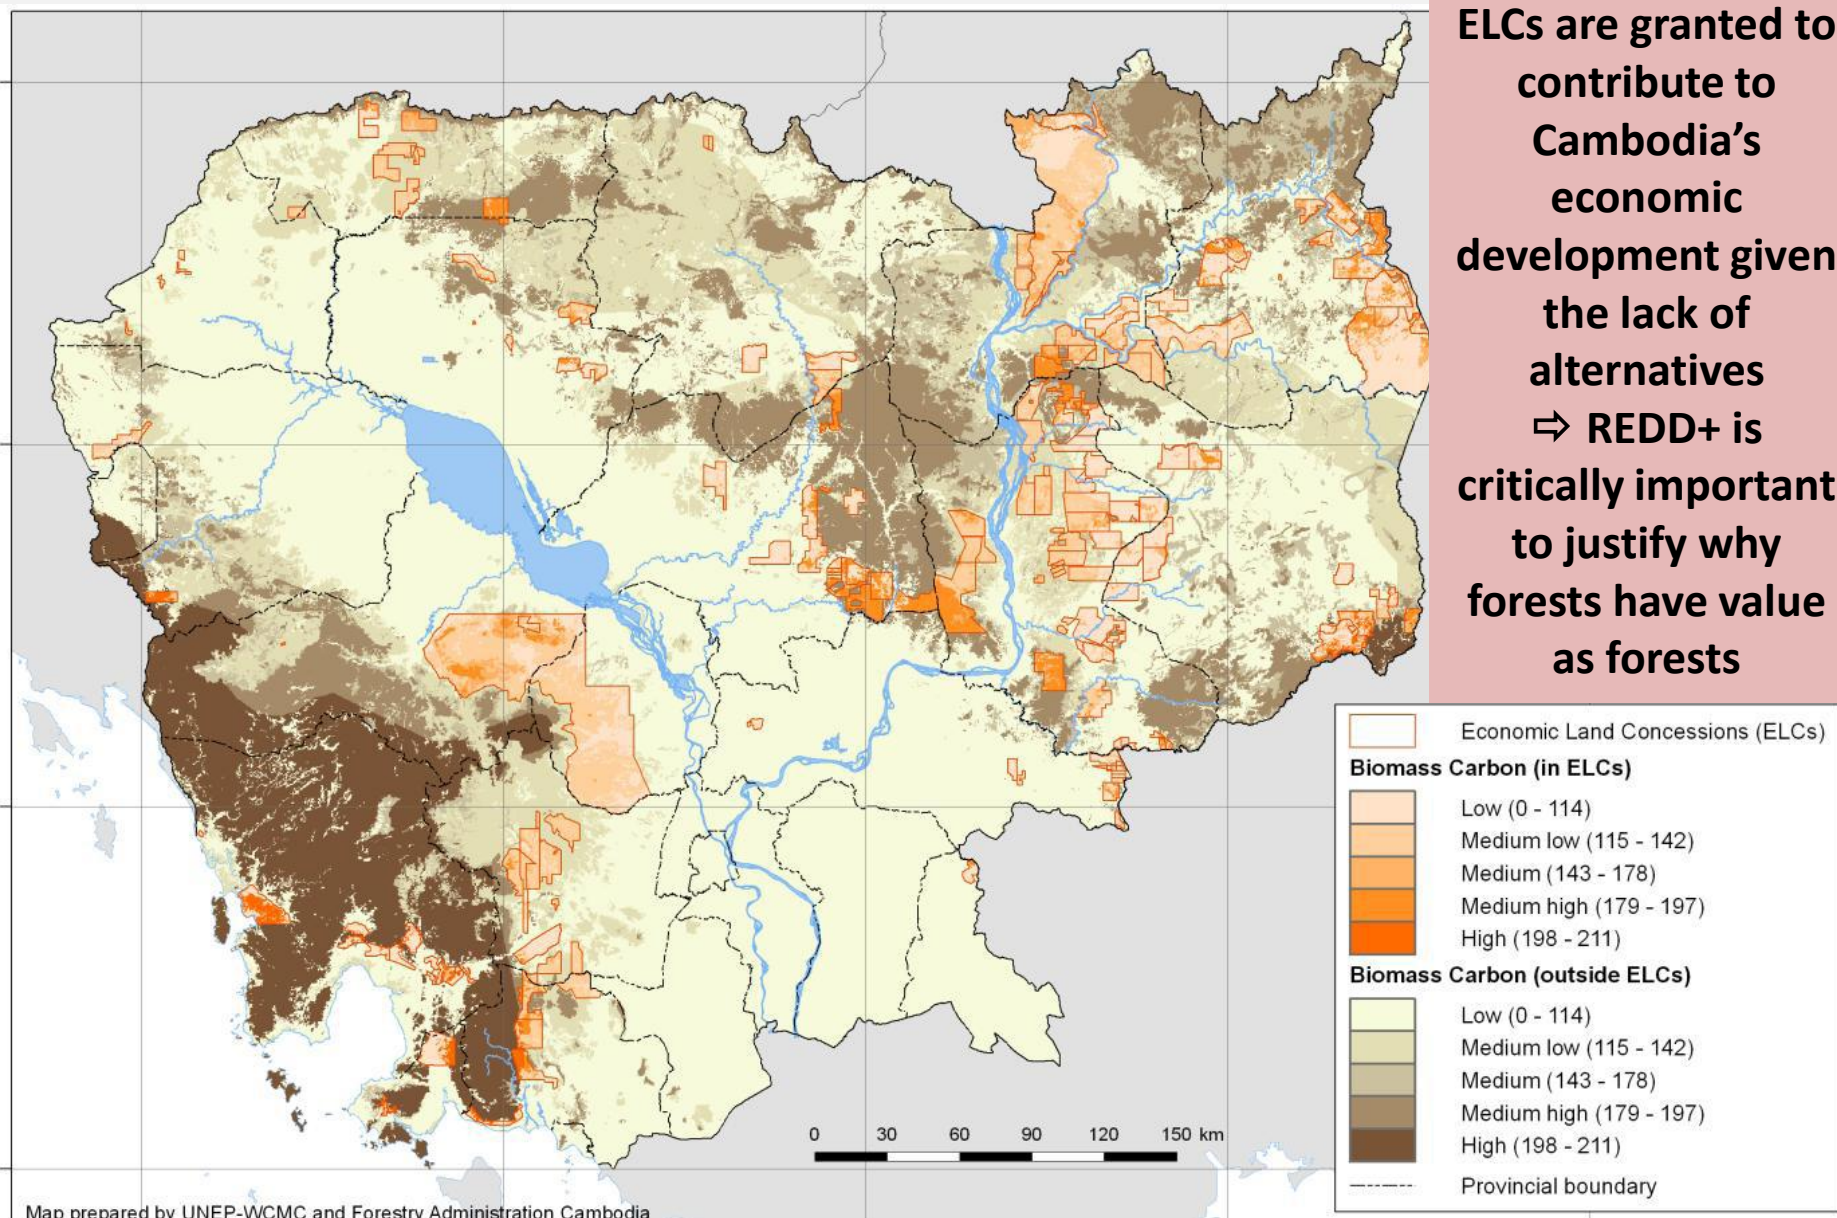 ELCs are granted to
contribute to
Cambodia’s
economic
development given
the lack of
alternatives
⇨ REDD+ is
critically important
to justify why
forests have value
as forests
Economic Land Concessions (ELCs)
Biomass Carbon (in ELCs)
Low (0 - 114)
Medium low (115 - 142)
Medium (143 - 178)
Medium high (179 - 197)
High (198 - 211)
Biomass Carbon (outside ELCs)
Low (0 - 114)
Medium low (115 - 142)
Medium (143 - 178)
Medium high (179 - 197)
High (198 - 211)
Provincial boundary
0 30 60 90 120 150 km
Map prepared by UNEP-WCMC and Forestry Administration Cambodia